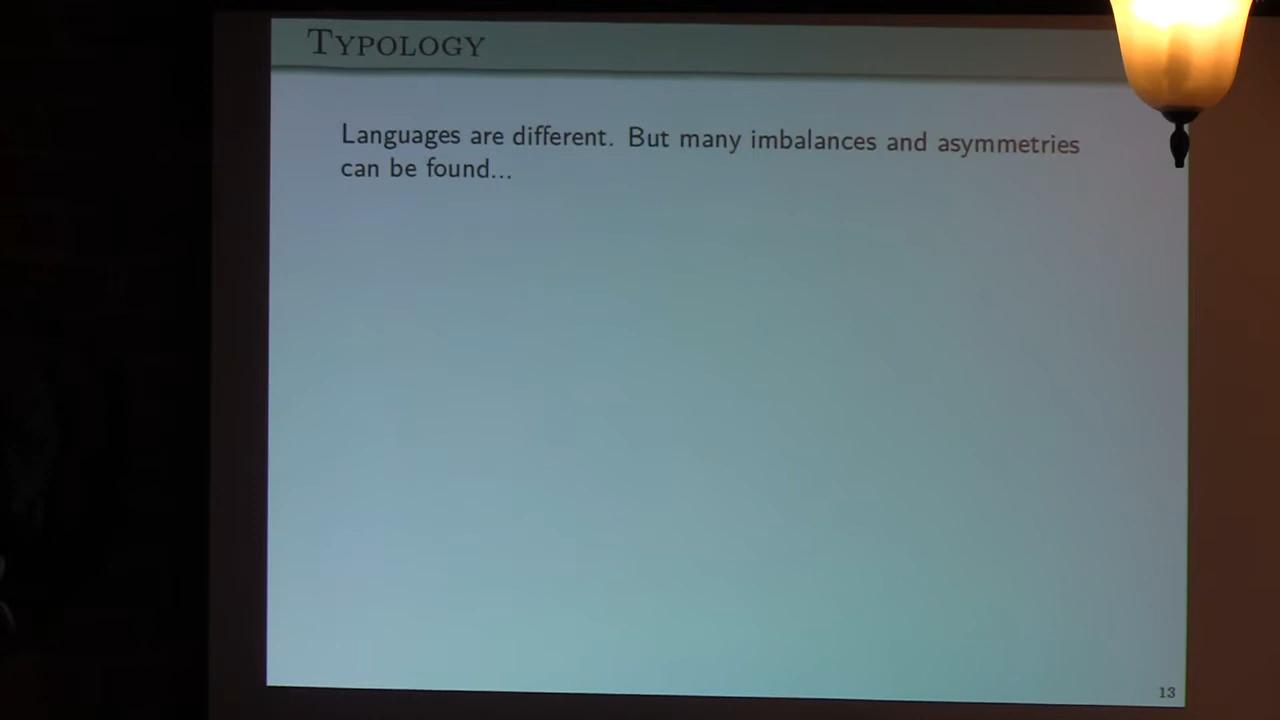 Typology
Languages are different. But many imbalances and asymmetries
can be found...
13